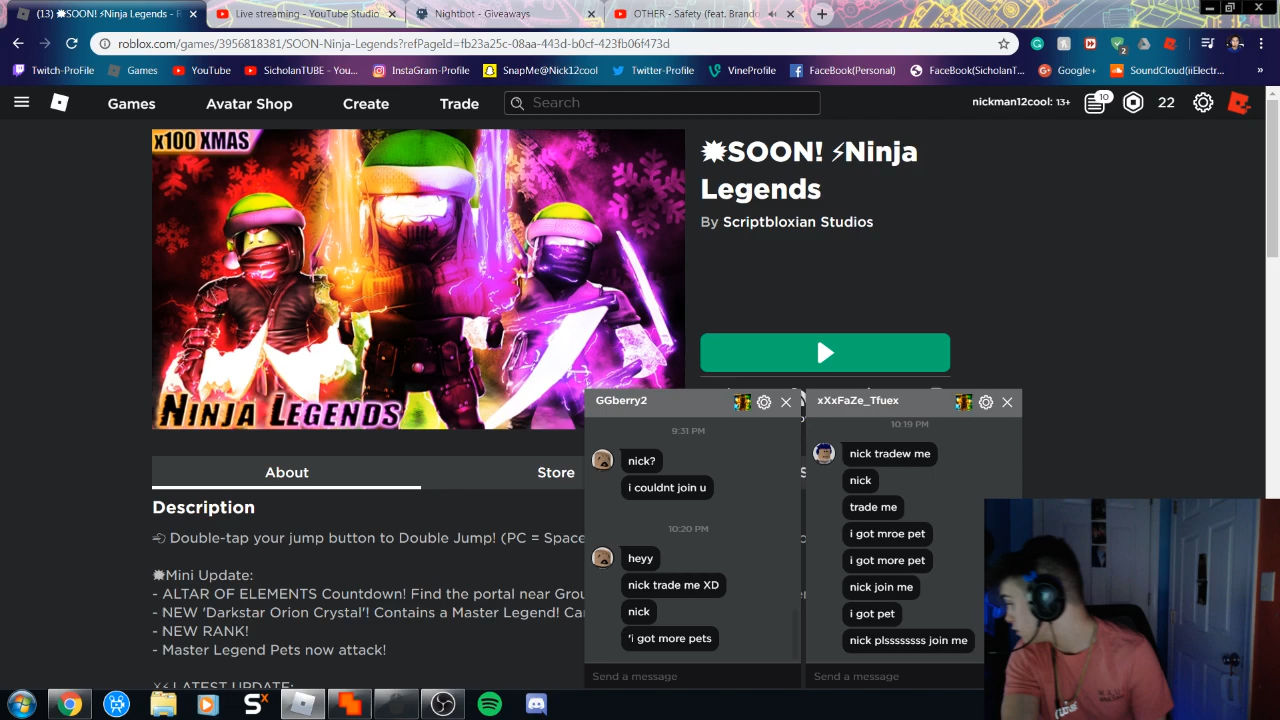 (13) ✸SOON! ⚡Ninja Legends - R
Live streaming - YouTube Studio
Nightbot - Giveaways
OTHER - Safety (feat. Brando
roblox.com/games/3956818381/SOON-Ninja-Legends?refPageId=fb23a25c-08aa-443d-b0cf-423fb06f473d
Twitch-ProFile
Games
YouTube
SicholanTUBE - You...
InstaGram-Profile
SnapMe@Nick12cool
Twitter-Profile
VineProfile
FaceBook(Personal)
FaceBook(SicholanT...
Google+
SoundCloud(iiElectr...
»
Games
Avatar Shop
Create
Trade
Search
nickman12cool: 13+
10
22
x100 XMAS
NINJA LEGENDS
✸SOON! ⚡Ninja
Legends
By Scriptbloxian Studios
About
Store
Description
💨 Double-tap your jump button to Double Jump! (PC = Space
✸Mini Update:
- ALTAR OF ELEMENTS Countdown! Find the portal near Grou
- NEW 'Darkstar Orion Crystal'! Contains a Master Legend! Ca
- NEW RANK!
- Master Legend Pets now attack!
LATEST UPDATE:
GGberry2
9:31 PM
nick?
i couldnt join u
10:20 PM
heyy
nick trade me XD
nick
'i got more pets
Send a message
xXxFaZe_Tfuex
10:19 PM
nick tradew me
nick
trade me
i got mroe pet
i got more pet
nick join me
i got pet
nick plssssssss join me
Send a message